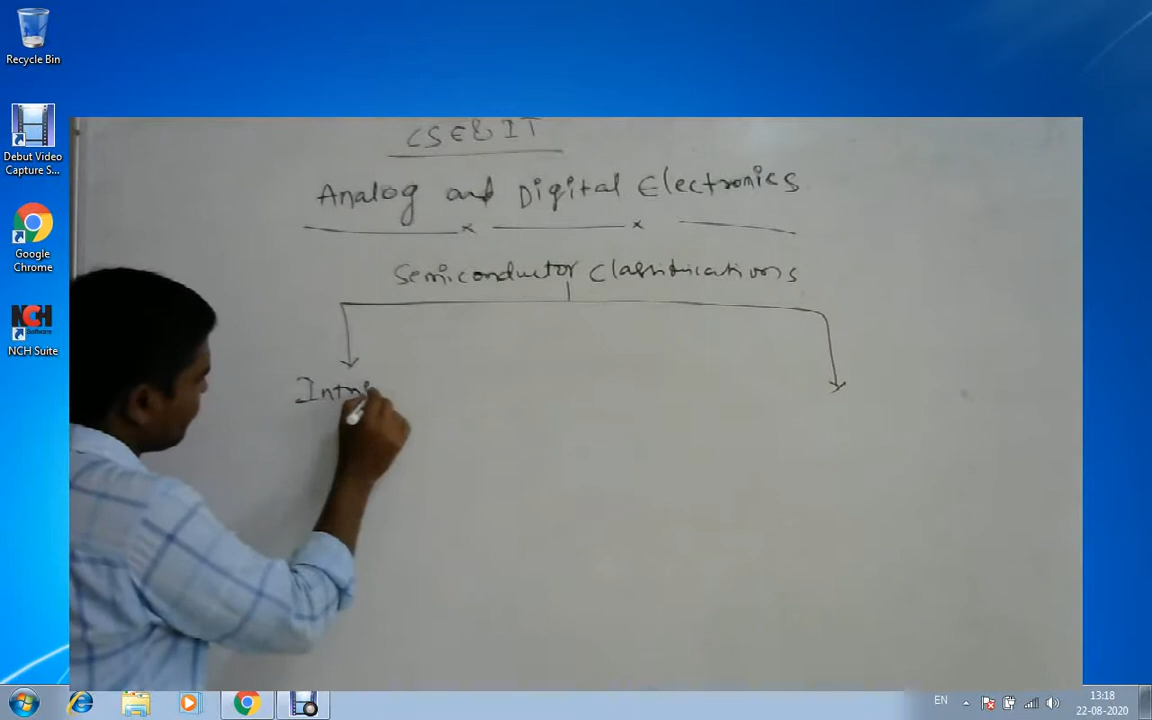 Recycle Bin
Debut Video
Capture S...
Google
Chrome
NCH Suite
CSE & IT
Analog and Digital Electronics
Semiconductor Classifications
Intri
EN
13:18
22-08-2020